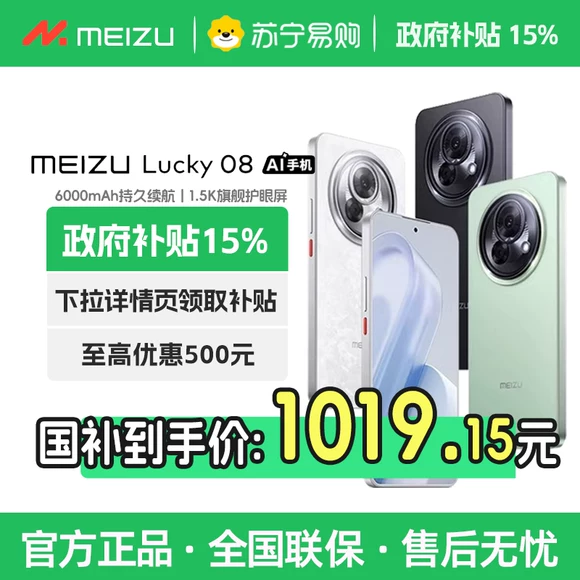 MEIZU
苏宁易购
政府补贴 15%
MEIZU Lucky 08 AI手机
6000mAh持久续航 | 1.5K旗舰护眼屏
政府补贴15%
下拉详情页领取补贴
至高优惠500元
MEIZU
MEIZU
国补到手价:1019.15元
官方正品 · 全国联保 · 售后无忧